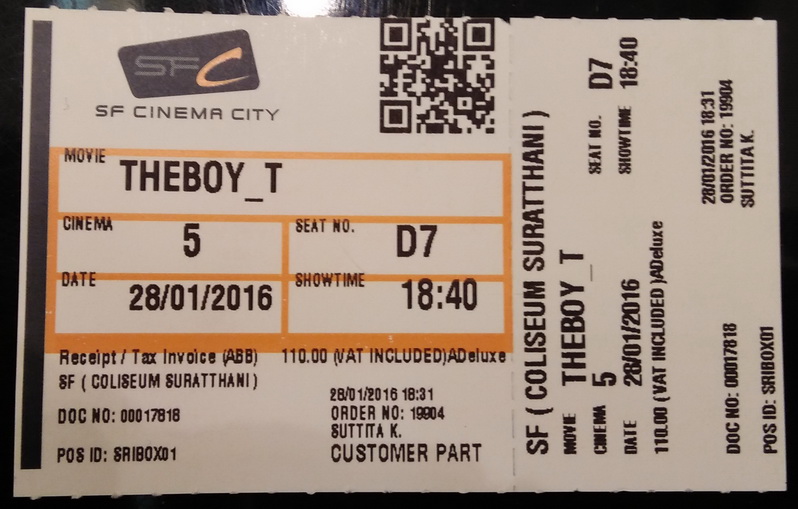 SFC
SF CINEMA CITY
MOVIE
THEBOY_T
CINEMA
5
SEAT NO.
D7
DATE
28/01/2016
SHOWTIME
18:40
Receipt / Tax Invoice (ABB) 110.00 (VAT INCLUDED)ADeluxe
SF ( COLISEUM SURATTHANI )
DOC NO: 00017818
POS ID: SRIBOX01
28/01/2016 18:31
ORDER NO: 19904
SUTTITA K.
CUSTOMER PART
SF ( COLISEUM SURATTHANI )
MOVIE THEBOY_T
CINEMA 5
SEAT NO. D7
DATE 28/01/2016
SHOWTIME 18:40
110.00 (VAT INCLUDED )ADeluxe
28/01/2016 18:31
ORDER NO: 19904
SUTTITA K.
DOC NO: 00017818
POS ID: SRIBOX01